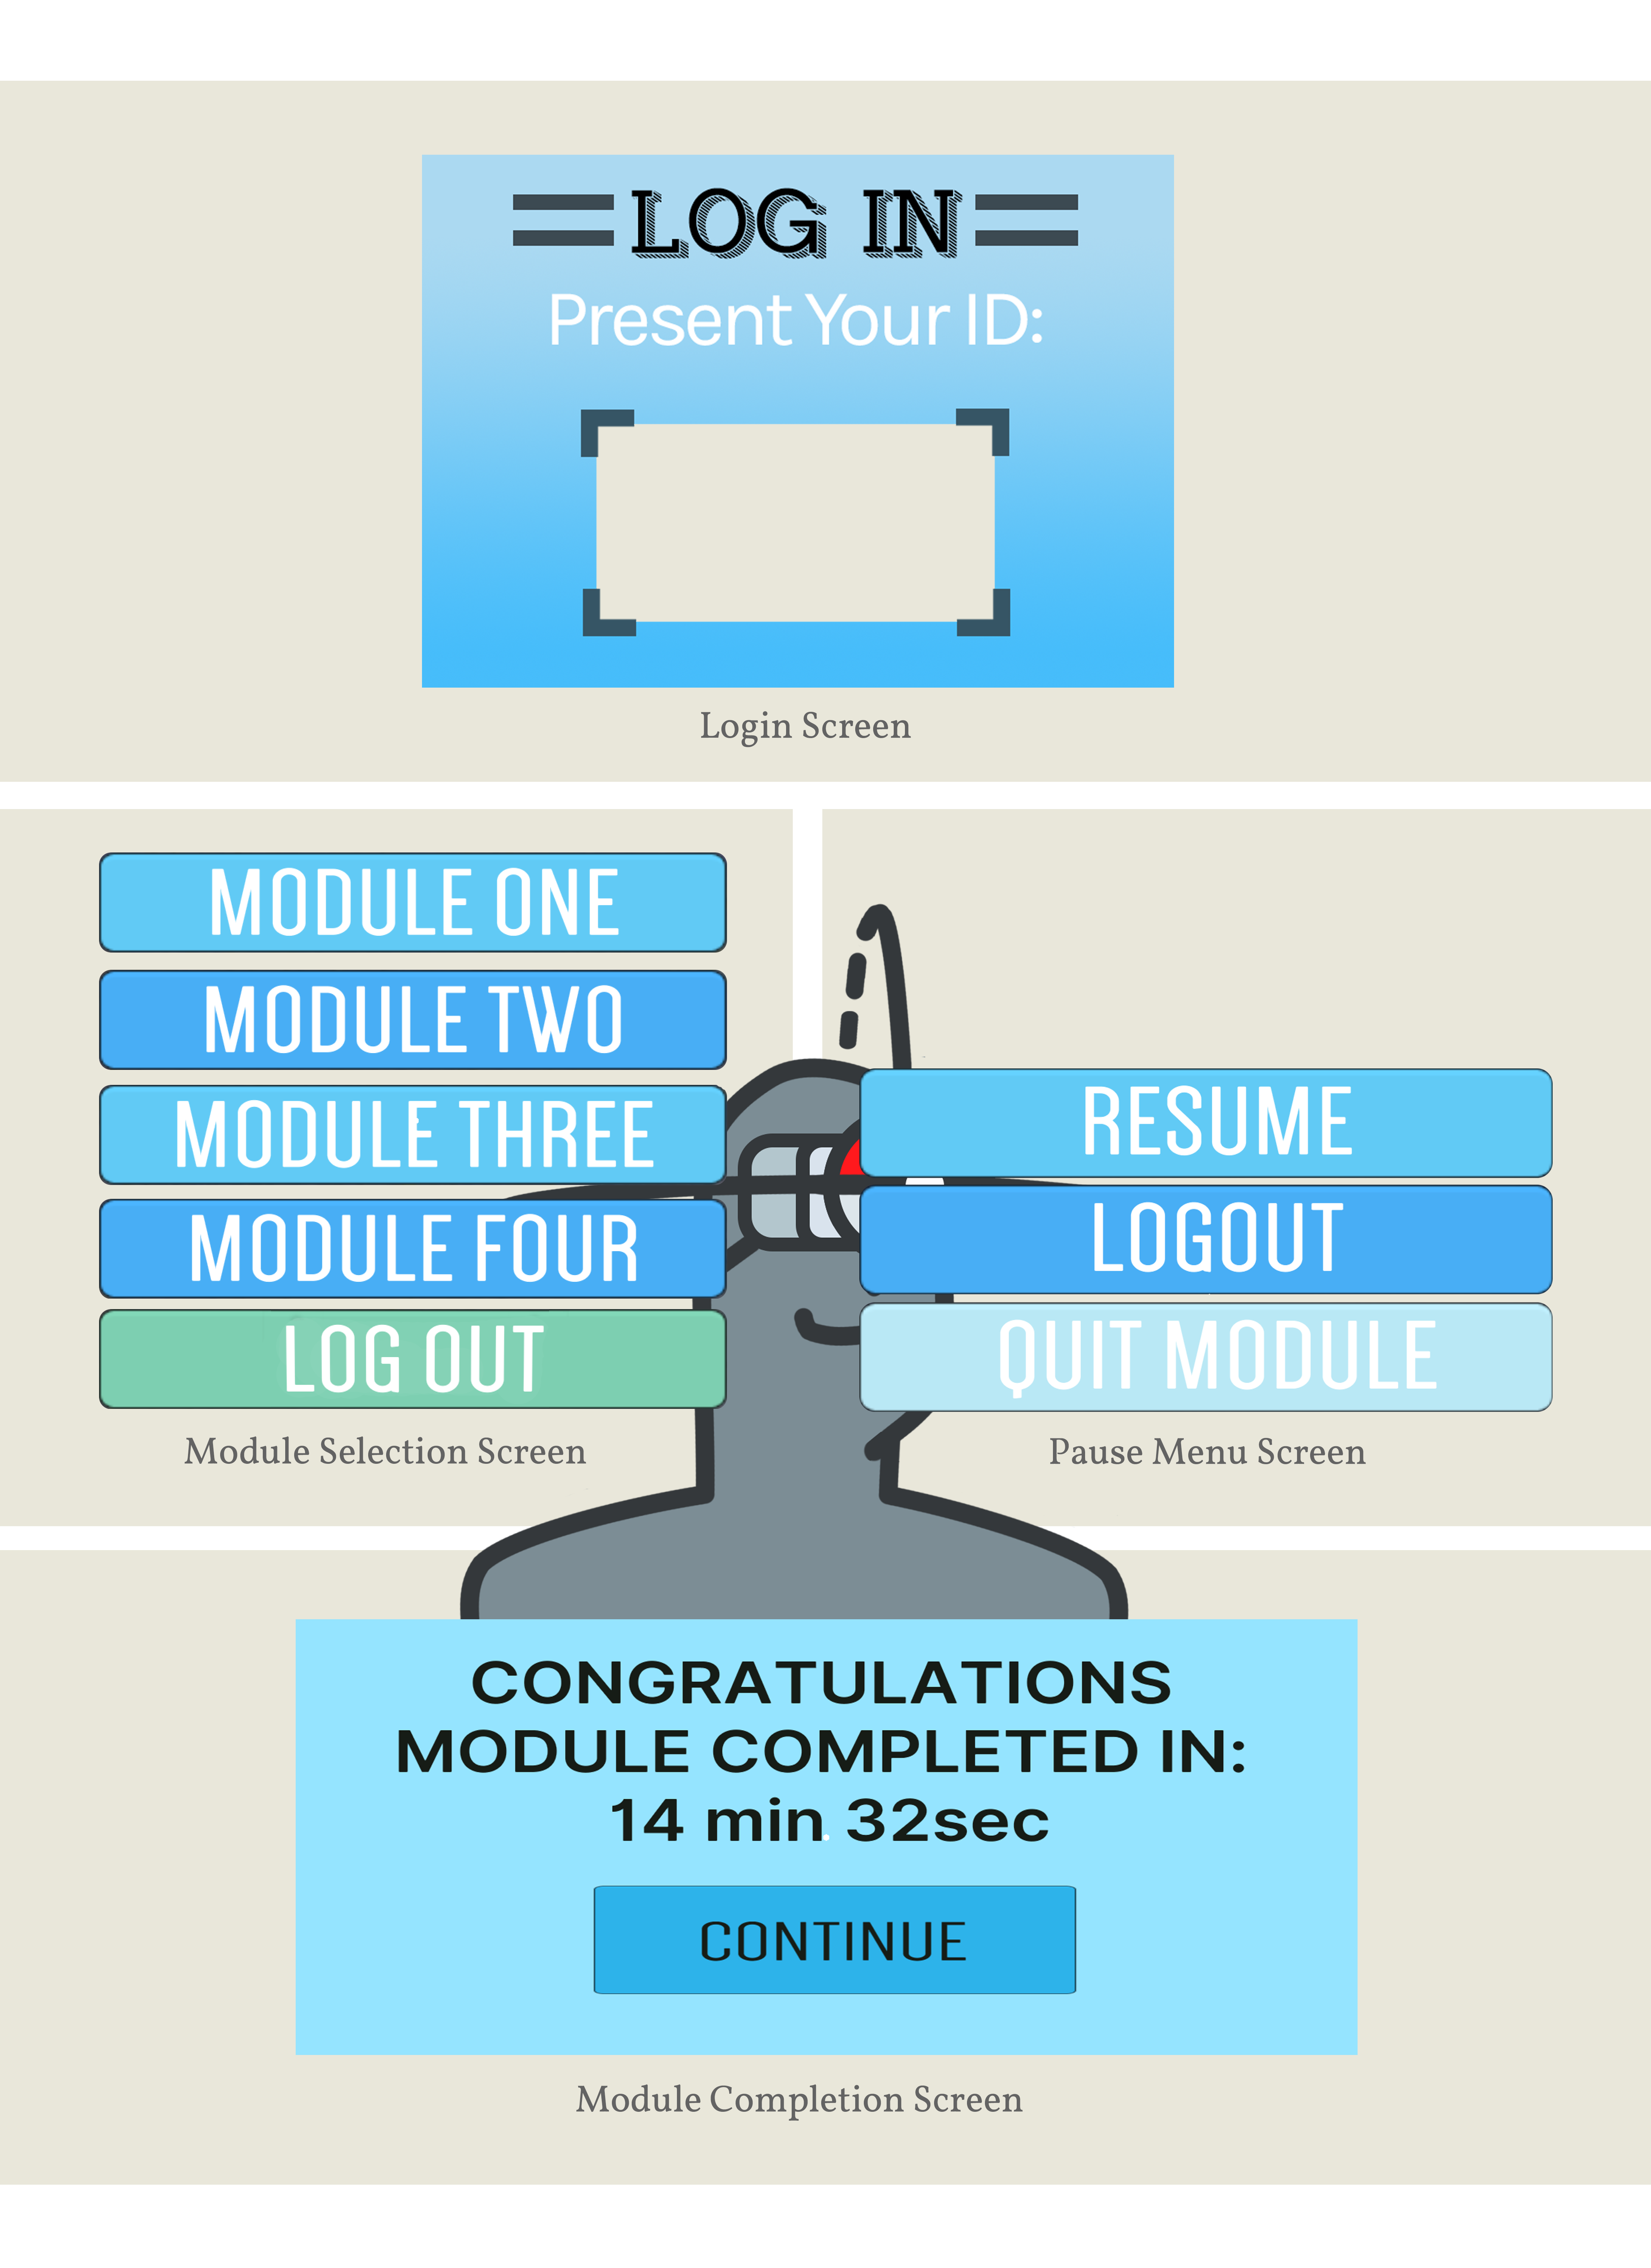 LOG IN
Present Your ID:
Login Screen
MODULE ONE
MODULE TWO
MODULE THREE
MODULE FOUR
LOG OUT
Module Selection Screen
RESUME
LOGOUT
QUIT MODULE
Pause Menu Screen
CONGRATULATIONS
MODULE COMPLETED IN:
14 min. 32sec
CONTINUE
Module Completion Screen